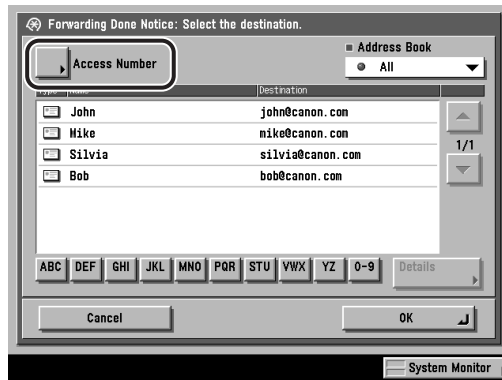 Forwarding Done Notice: Select the destination.
Access Number
Address Book
All
Type Name Destination
John john@canon.com
Mike mike@canon.com
Silvia silvia@canon.com
Bob bob@canon.com
1/1
ABC DEF GHI JKL MNO PQR STU VWX YZ 0-9 Details
Cancel OK
System Monitor